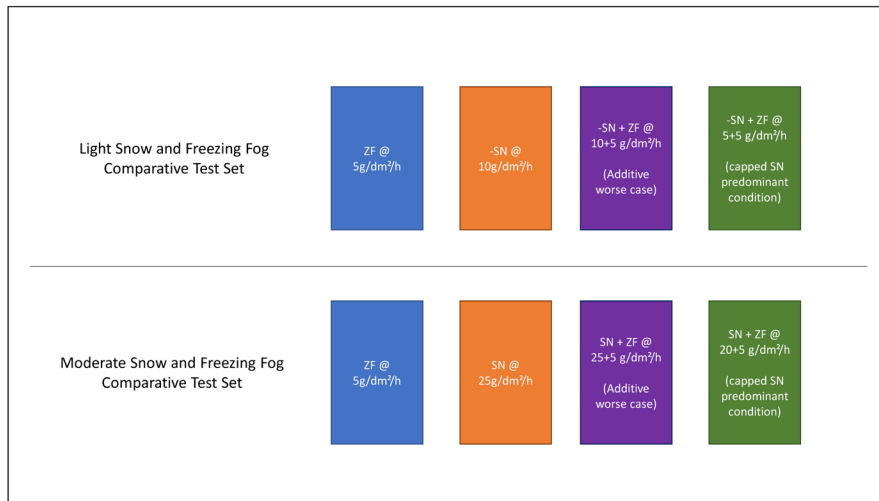 Light Snow and Freezing Fog
Comparative Test Set
ZF @
5g/dm²/h
-SN @
10g/dm²/h
-SN + ZF @
10+5 g/dm²/h
(Additive
worse case)
-SN + ZF @
5+5 g/dm²/h
(capped SN
predominant
condition)
Moderate Snow and Freezing Fog
Comparative Test Set
ZF @
5g/dm²/h
SN @
25g/dm²/h
SN + ZF @
25+5 g/dm²/h
(Additive
worse case)
SN + ZF @
20+5 g/dm²/h
(capped SN
predominant
condition)